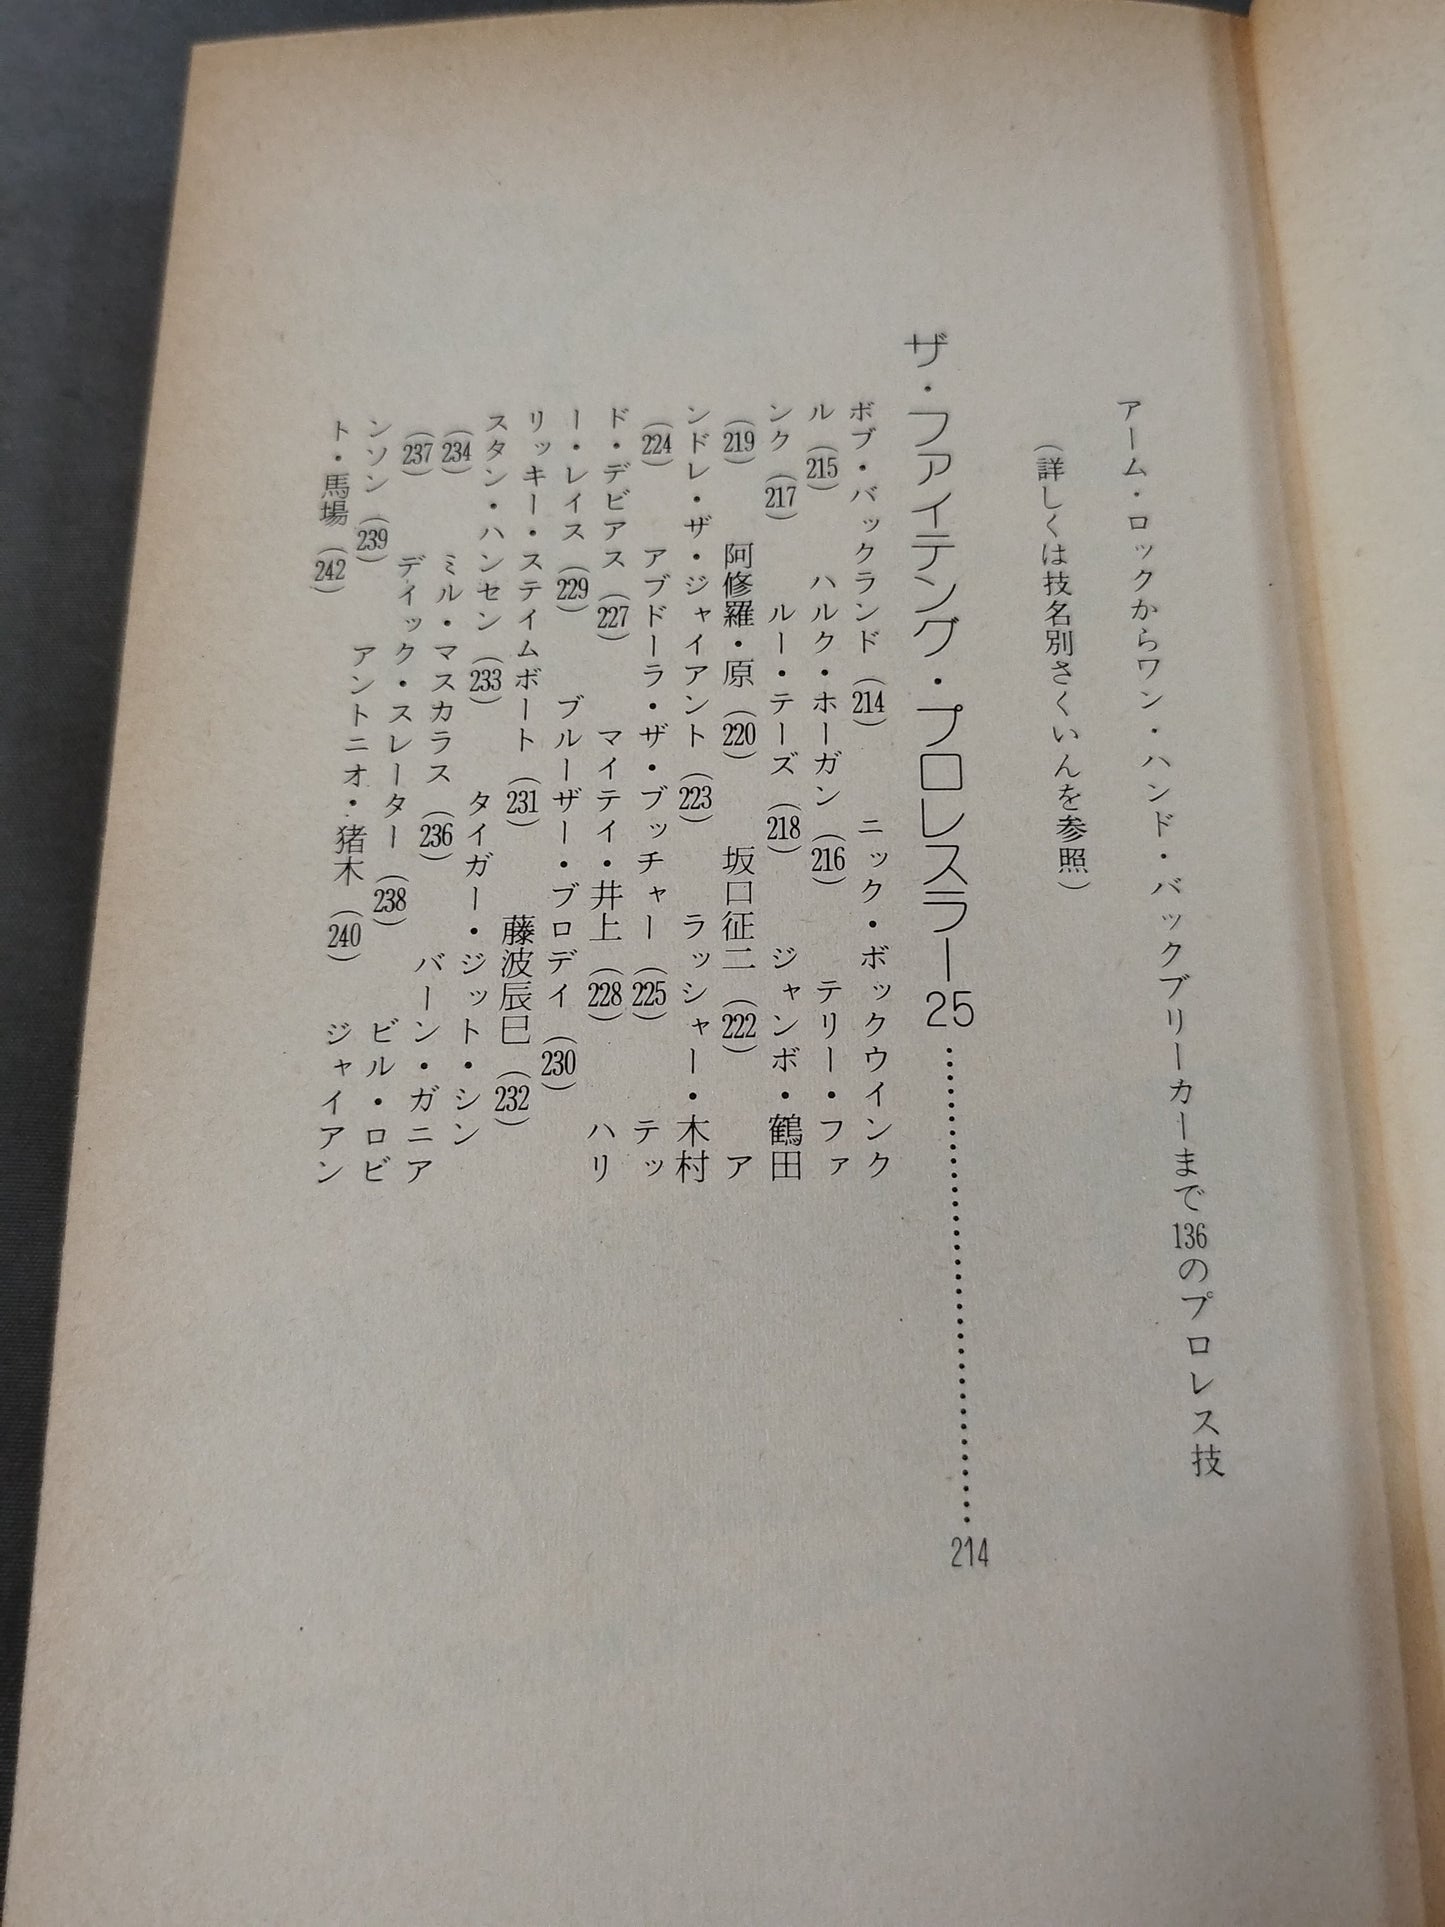 アーム・ロックからワン・ハンド・バックブリーカーまで136のプロレス技
（詳しくは技名別さくいんを参照）
ザ・ファイテング・プロレスラー25……………………………214
ボブ・バックランド（214）　ニック・ボックウインク
ル（215）　ハルク・ホーガン（216）　テリー・ファ
ンク（217）　ルー・テーズ（218）　ジャンボ・鶴田
（219）　阿修羅・原（220）　坂口征二（222）　ア
ンドレ・ザ・ジャイアント（223）　ラッシャー・木村
（224）　アブドーラ・ザ・ブッチャー（225）　テッ
ド・デビアス（227）　マイティ・井上（228）　ハリ
ー・レイス（229）　ブルーザー・ブロデイ（230）
リッキー・スティムボート（231）　藤波辰巳（232）
スタン・ハンセン（233）　タイガー・ジット・シン
（234）　ミル・マスカラス（236）　バーン・ガニア
（237）　ディック・スレーター（238）　ビル・ロビ
ンソン（239）　アントニオ・猪木（240）　ジャイアン
ト・馬場（242）